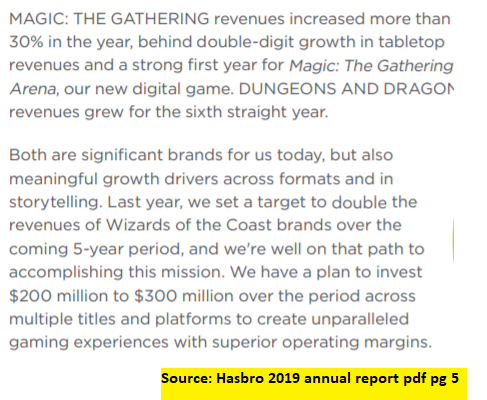 MAGIC: THE GATHERING revenues increased more than
30% in the year, behind double-digit growth in tabletop
revenues and a strong first year for Magic: The Gathering
Arena, our new digital game. DUNGEONS AND DRAGON
revenues grew for the sixth straight year.
Both are significant brands for us today, but also
meaningful growth drivers across formats and in
storytelling. Last year, we set a target to double the
revenues of Wizards of the Coast brands over the
coming 5-year period, and we're well on that path to
accomplishing this mission. We have a plan to invest
$200 million to $300 million over the period across
multiple titles and platforms to create unparalleled
gaming experiences with superior operating margins.
Source: Hasbro 2019 annual report pdf pg 5